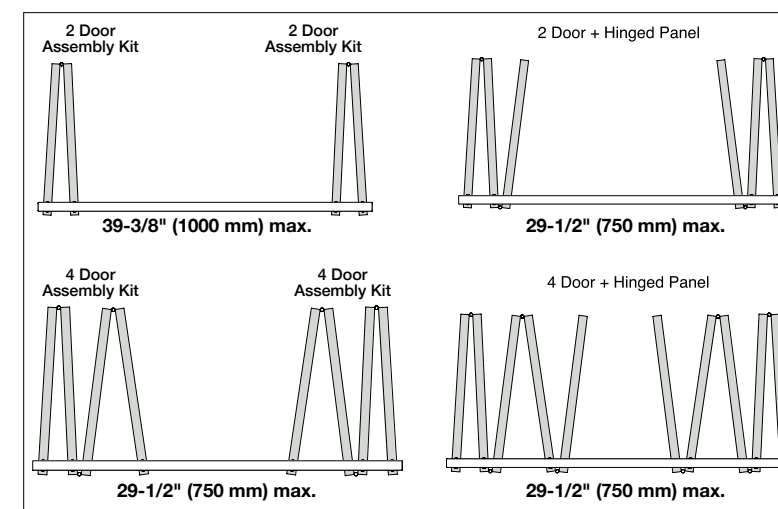 2 Door
Assembly Kit
2 Door
Assembly Kit
39-3/8" (1000 mm) max.
2 Door + Hinged Panel
29-1/2" (750 mm) max.
4 Door
Assembly Kit
4 Door
Assembly Kit
29-1/2" (750 mm) max.
4 Door + Hinged Panel
29-1/2" (750 mm) max.